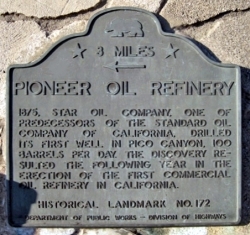 3 MILES
PIONEER OIL REFINERY
1875, STAR OIL COMPANY, ONE OF
PREDECESSORS OF THE STANDARD OIL
COMPANY OF CALIFORNIA, DRILLED
ITS FIRST WELL IN PICO CANYON, 100
BARRELS PER DAY. THE DISCOVERY RE-
SULTED THE FOLLOWING YEAR IN THE
ERECTION OF THE FIRST COMMERCIAL
OIL REFINERY IN CALIFORNIA.
HISTORICAL LANDMARK NO. 172
DEPARTMENT OF PUBLIC WORKS - DIVISION OF HIGHWAYS